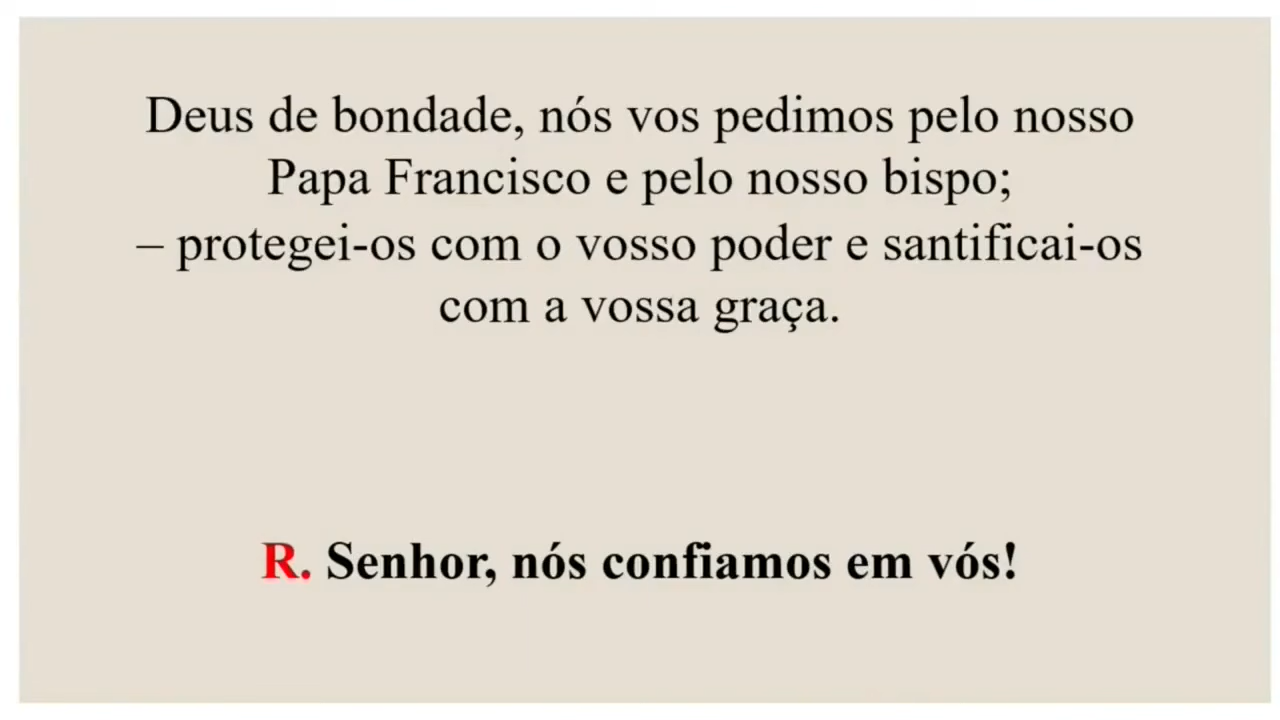 Deus de bondade, nós vos pedimos pelo nosso
Papa Francisco e pelo nosso bispo;
– protegei-os com o vosso poder e santificai-os
com a vossa graça.
R. Senhor, nós confiamos em vós!